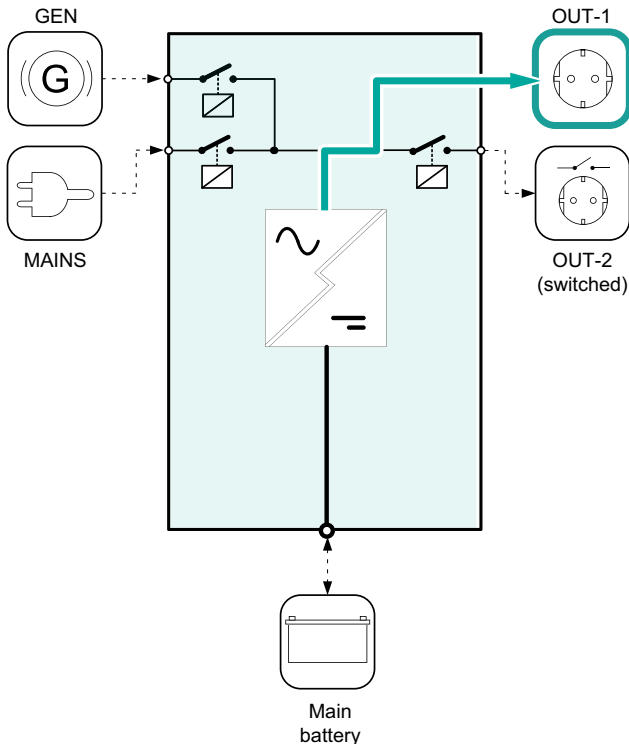 GEN
OUT-1
G
MAINS
OUT-2
(switched)
Main
battery